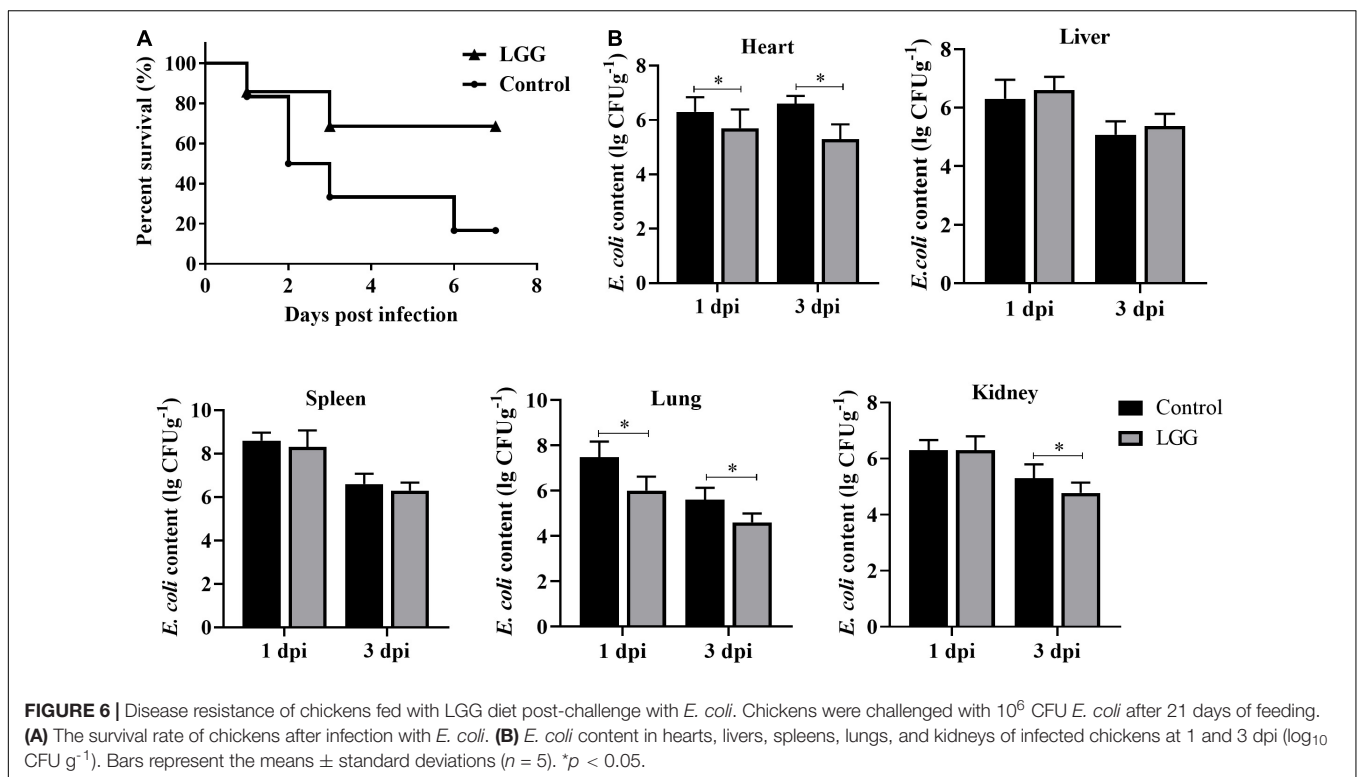 A
LGG
Control
100
80
60
40
20
0
Percent survival (%)
0 2 4 6 8
Days post infection
B
Heart
E. coli content (lg CFUg-1)
8
6
4
2
0
* *
1 dpi 3 dpi
Liver
E.coli content (lg CFUg-1)
8
6
4
2
0
1 dpi 3 dpi
Spleen
E. coli content (lg CFUg-1)
10
8
6
4
2
0
1 dpi 3 dpi
Lung
E. coli content (lg CFUg-1)
10
8
6
4
2
0
* *
1 dpi 3 dpi
Kidney
E. coli content (lg CFUg-1)
8
6
4
2
0
*
1 dpi 3 dpi
Control
LGG
FIGURE 6 | Disease resistance of chickens fed with LGG diet post-challenge with E. coli. Chickens were challenged with 10⁶ CFU E. coli after 21 days of feeding.
(A) The survival rate of chickens after infection with E. coli. (B) E. coli content in hearts, livers, spleens, lungs, and kidneys of infected chickens at 1 and 3 dpi (log₁₀
CFU g⁻¹). Bars represent the means ± standard deviations (n = 5). *p < 0.05.